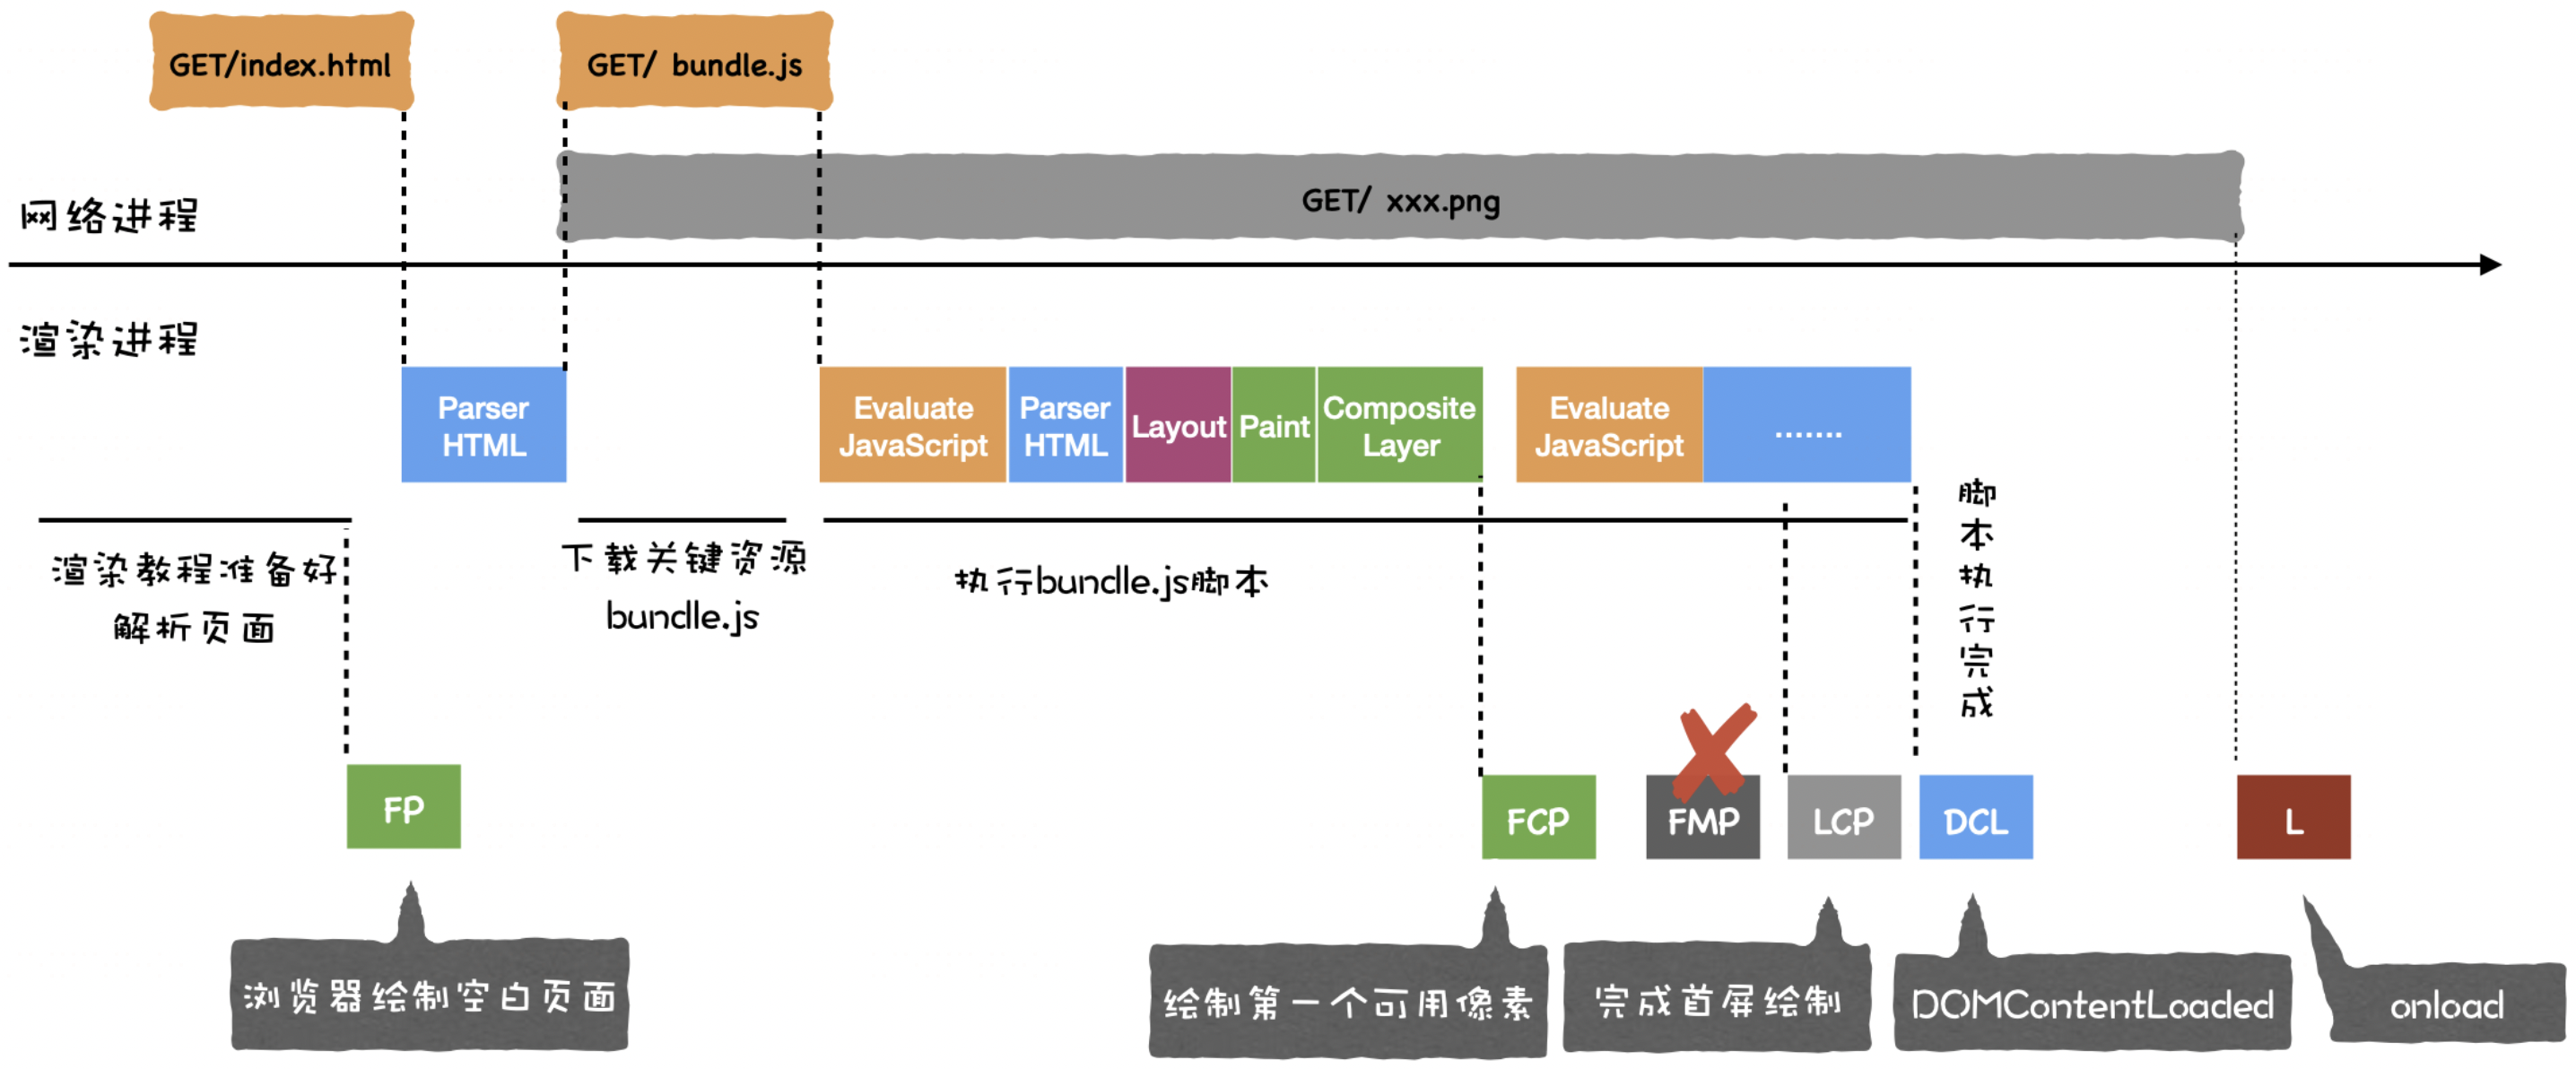 GET/index.html
GET/ bundle.js
GET/ xxx.png
网络进程
渲染进程
Parser
HTML
Evaluate
JavaScript
Parser
HTML
Layout
Paint
Composite
Layer
Evaluate
JavaScript
.......
渲染教程准备好
解析页面
下载关键资源
bundle.js
执行bundle.js脚本
脚本执行完成
FP
FCP
FMP
LCP
DCL
L
浏览器绘制空白页面
绘制第一个可用像素
完成首屏绘制
DOMContentLoaded
onload